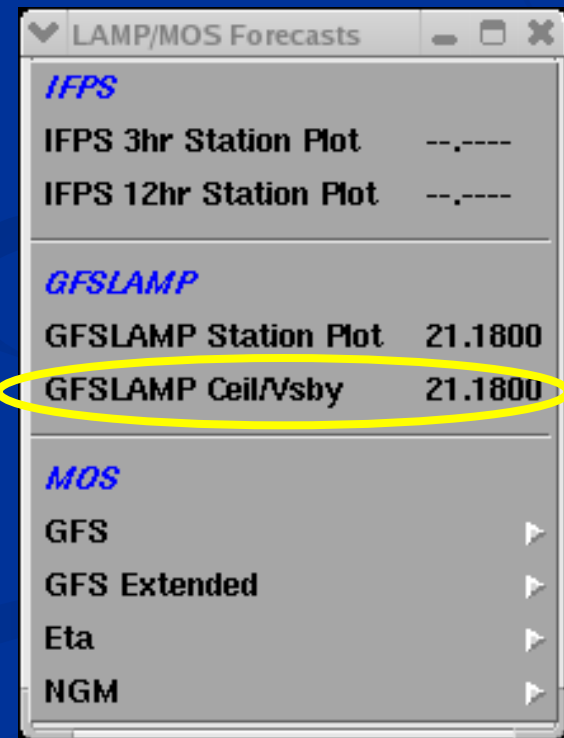 LAMP/MOS Forecasts
IFPS
IFPS 3hr Station Plot --.----
IFPS 12hr Station Plot --.----
GFSLAMP
GFSLAMP Station Plot 21.1800
GFSLAMP Ceil/Vsby 21.1800
MOS
GFS
GFS Extended
Eta
NGM